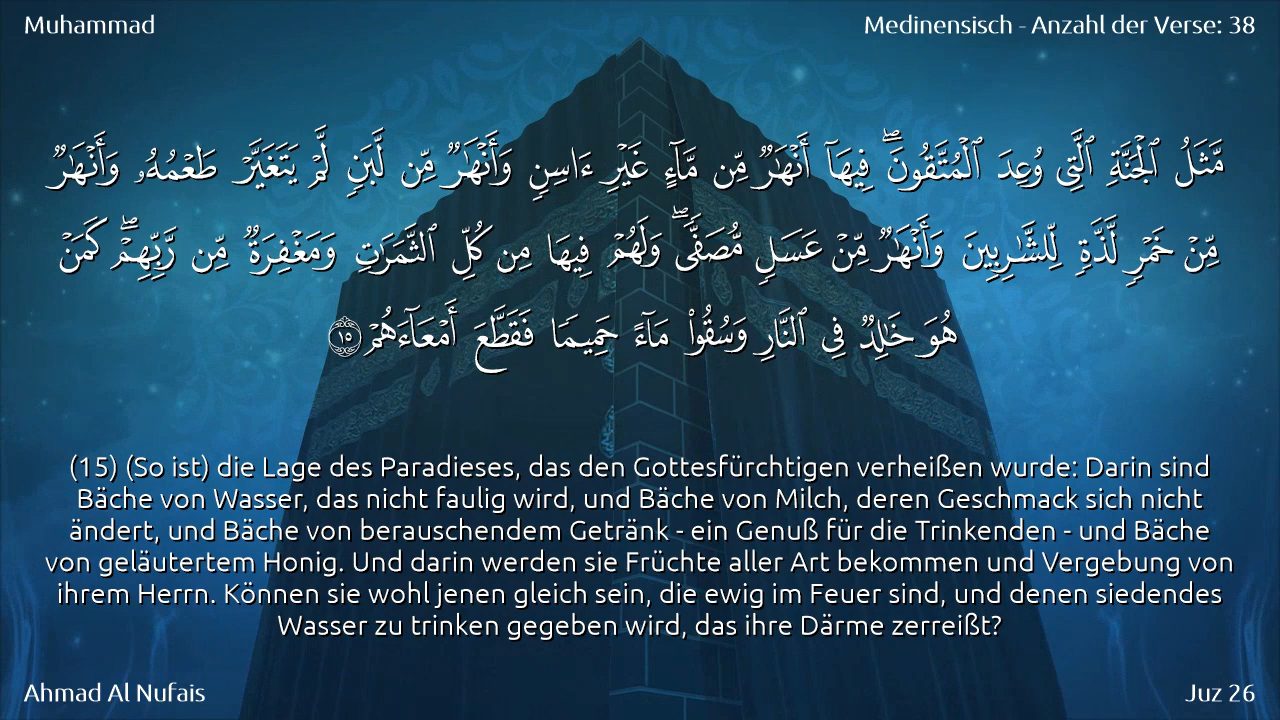 Muhammad
Medinensisch - Anzahl der Verse: 38
مَّثَلُ ٱلْجَنَّةِ ٱلَّتِى وُعِدَ ٱلْمُتَّقُونَ ۖ فِيهَآ أَنْهَٰرٌ مِّن مَّآءٍ غَيْرِ ءَاسِنٍ وَأَنْهَٰرٌ مِّن لَّبَنٍ لَّمْ يَتَغَيَّرْ طَعْمُهُۥ وَأَنْهَٰرٌ
مِّنْ خَمْرٍ لَّذَّةٍ لِّلشَّٰرِبِينَ وَأَنْهَٰرٌ مِّنْ عَسَلٍ مُّصَفًّى ۖ وَلَهُمْ فِيهَا مِن كُلِّ ٱلثَّمَرَٰتِ وَمَغْفِرَةٌ مِّن رَّبِّهِمْ ۖ كَمَنْ
هُوَ خَٰلِدٌ فِى ٱلنَّارِ وَسُقُوا۟ مَآءً حَمِيمًا فَقَطَّعَ أَمْعَآءَهُمْ ١٥
(15) (So ist) die Lage des Paradieses, das den Gottesfürchtigen verheißen wurde: Darin sind
Bäche von Wasser, das nicht faulig wird, und Bäche von Milch, deren Geschmack sich nicht
ändert, und Bäche von berauschendem Getränk - ein Genuß für die Trinkenden - und Bäche
von geläutertem Honig. Und darin werden sie Früchte aller Art bekommen und Vergebung von
ihrem Herrn. Können sie wohl jenen gleich sein, die ewig im Feuer sind, und denen siedendes
Wasser zu trinken gegeben wird, das ihre Därme zerreißt?
Ahmad Al Nufais
Juz 26